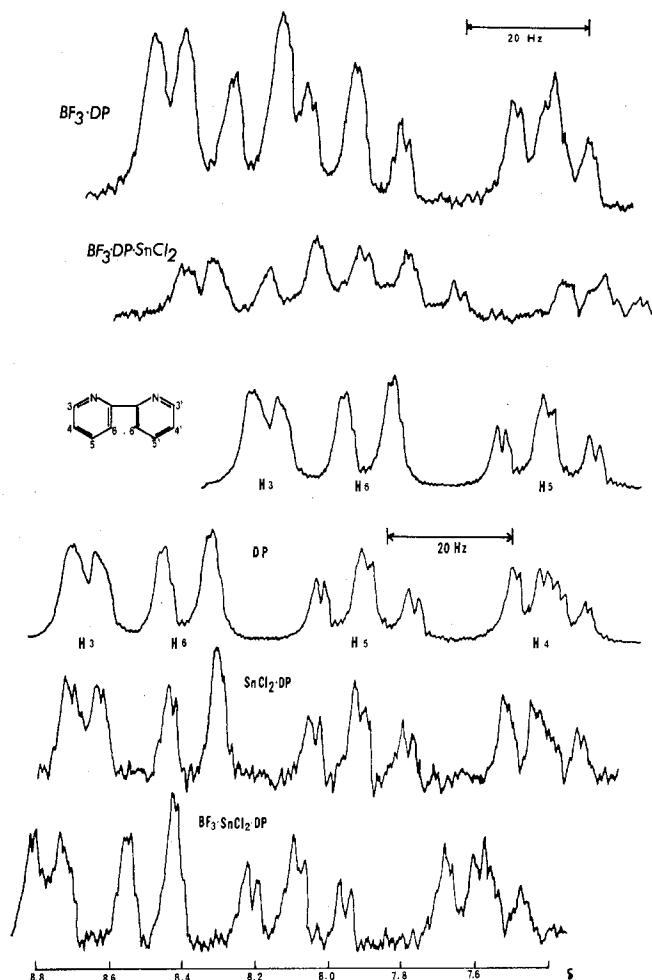 20 Hz
BF3·DP
BF3·DP·SnCl2
N N
3 3'
4 6 . 6' 4'
5 5'
H3 H6 H5
DP
20 Hz
H3 H6 H5 H4
SnCl2·DP
BF3·SnCl2·DP
8.8 8.6 8.4 8.2 8.0 7.8 7.6 δ